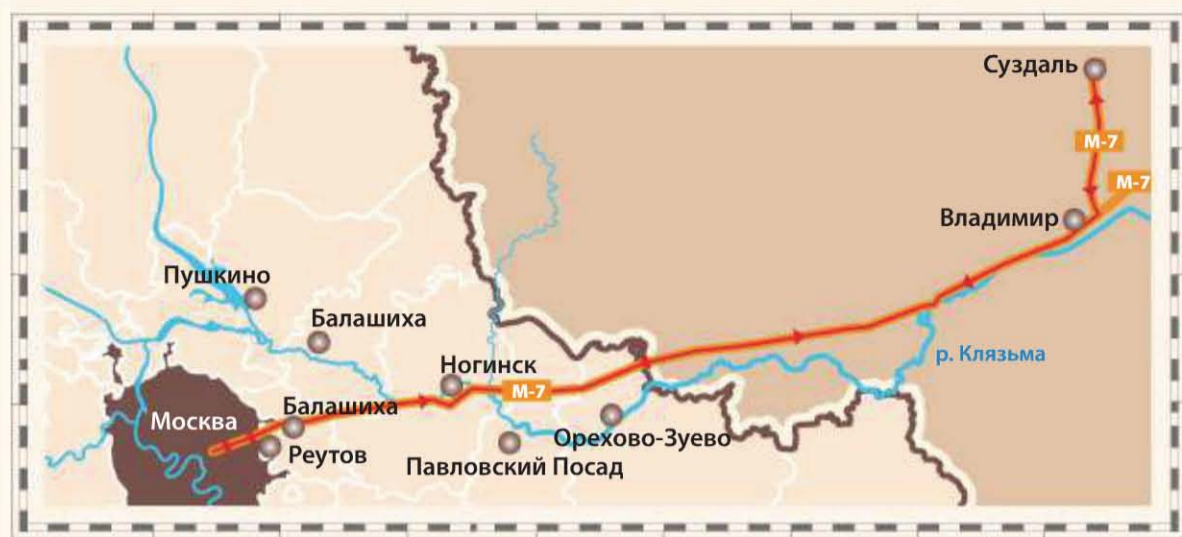 Суздаль
М-7
М-7
Владимир
Пушкино
Балашиха
р. Клязьма
Ногинск
М-7
Балашиха
Москва
Орехово-Зуево
Реутов
Павловский Посад